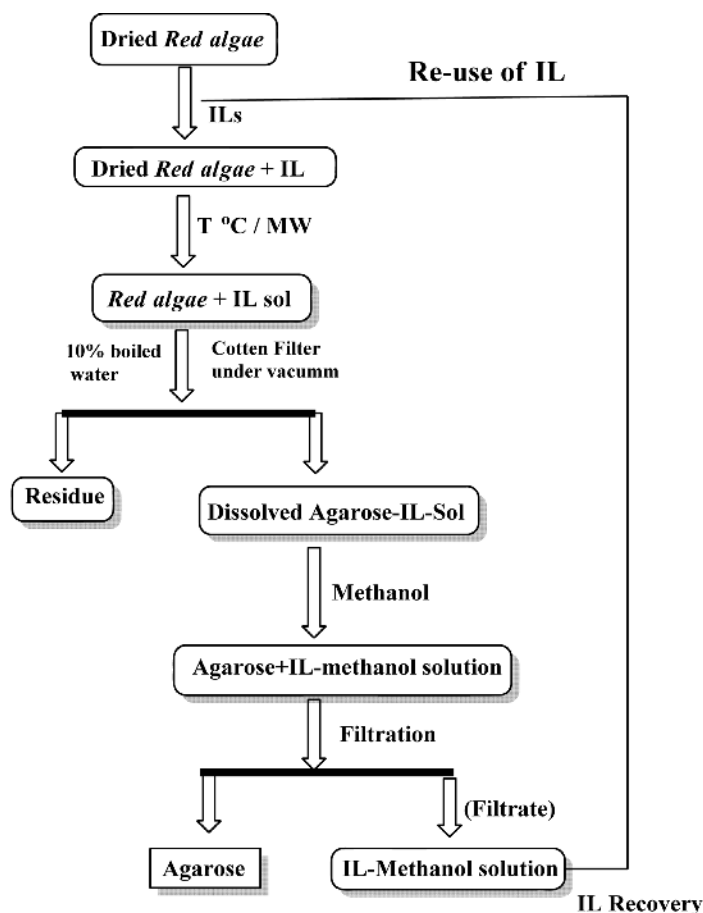 Dried Red algae
Re-use of IL
ILs
Dried Red algae + IL
T °C / MW
Red algae + IL sol
10% boiled
water
Cotten Filter
under vacumm
Residue
Dissolved Agarose-IL-Sol
Methanol
Agarose+IL-methanol solution
Filtration
(Filtrate)
Agarose
IL-Methanol solution
IL Recovery